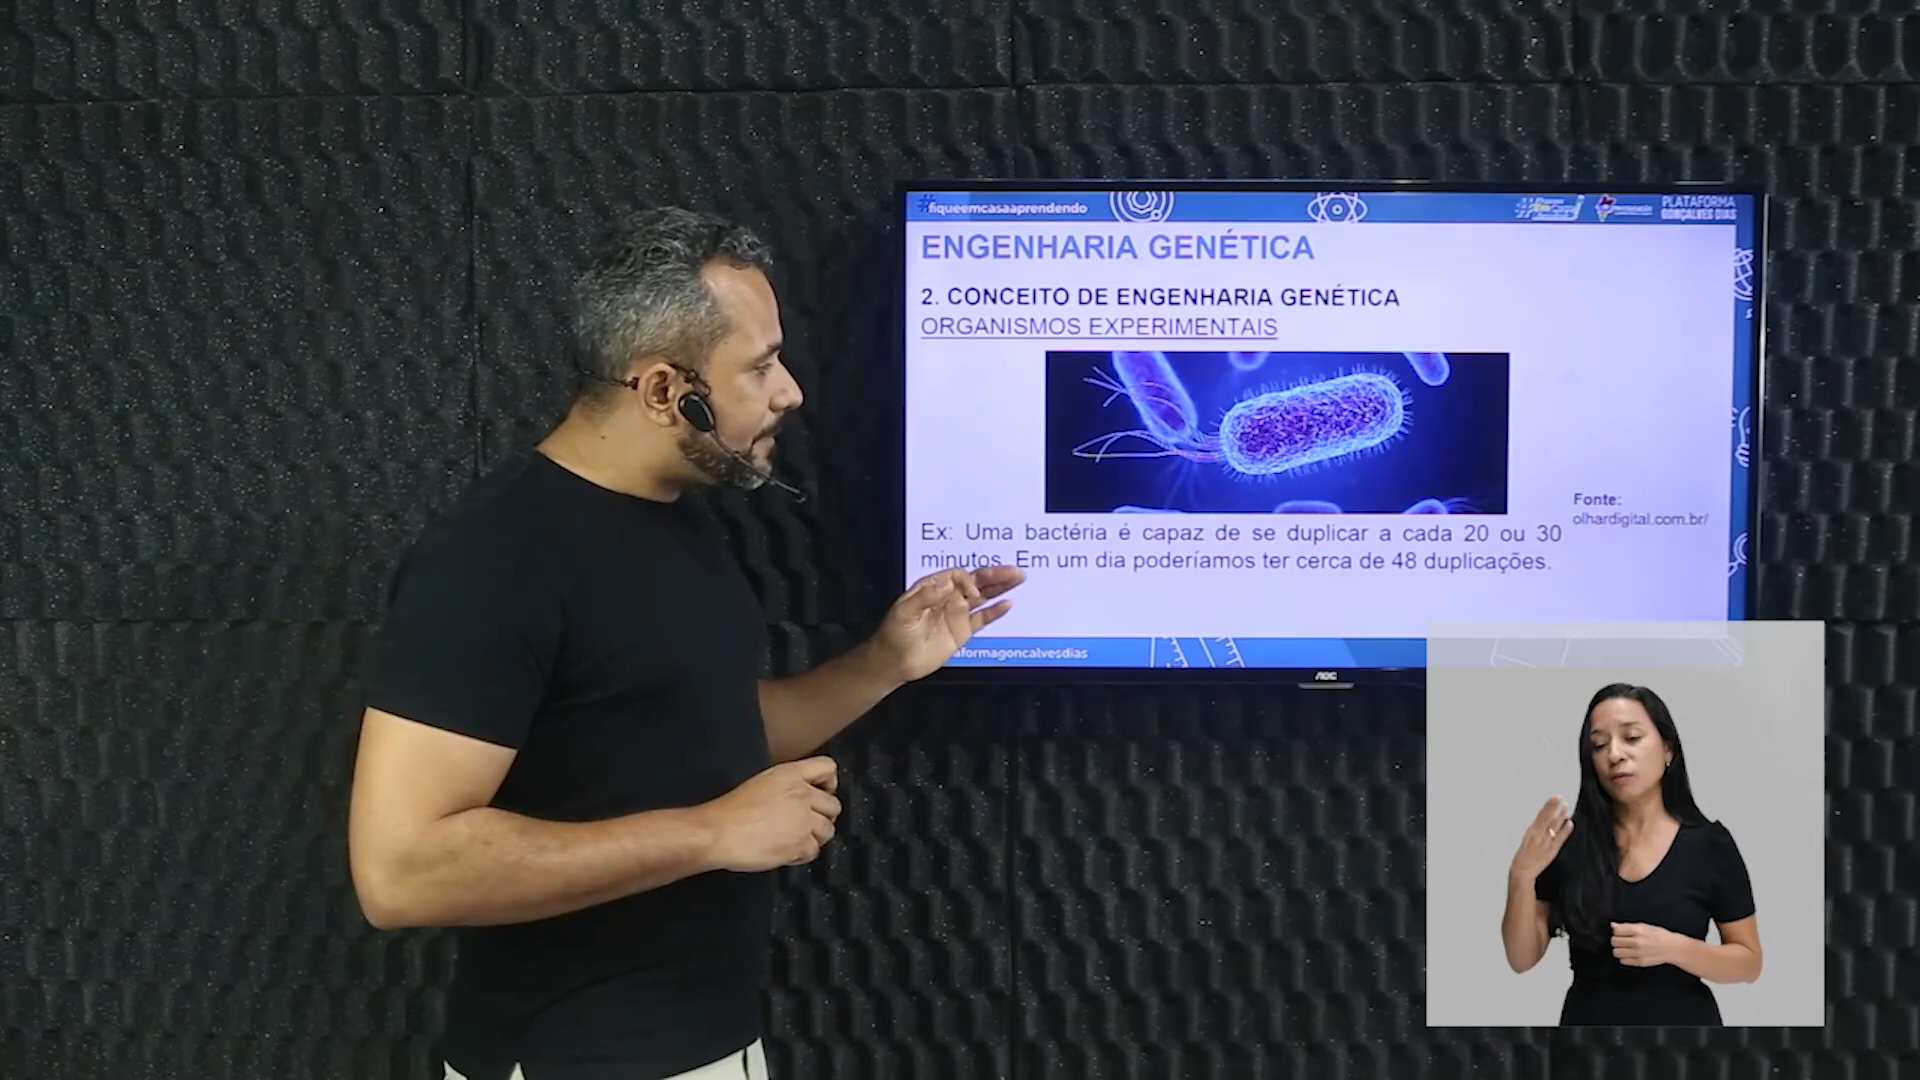 #fiqueemcasaaprendendo
PLATAFORMA
GONÇALVES DIAS
ENGENHARIA GENÉTICA
2. CONCEITO DE ENGENHARIA GENÉTICA
ORGANISMOS EXPERIMENTAIS
Fonte:
olhardigital.com.br/
Ex: Uma bactéria é capaz de se duplicar a cada 20 ou 30
minutos. Em um dia poderíamos ter cerca de 48 duplicações.
aformagoncalvesdias
AOC